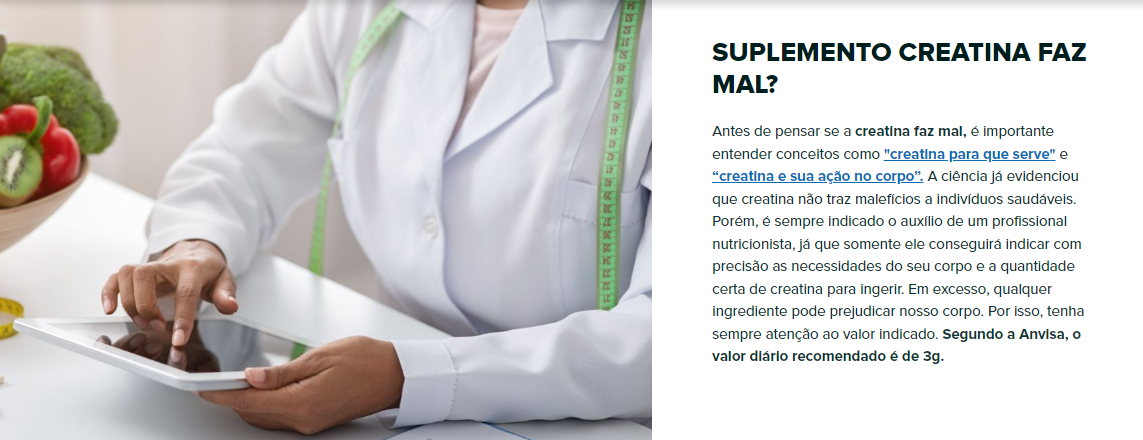 SUPLEMENTO CREATINA FAZ
MAL?
Antes de pensar se a creatina faz mal, é importante
entender conceitos como "creatina para que serve" e
“creatina e sua ação no corpo”. A ciência já evidenciou
que creatina não traz malefícios a indivíduos saudáveis.
Porém, é sempre indicado o auxílio de um profissional
nutricionista, já que somente ele conseguirá indicar com
precisão as necessidades do seu corpo e a quantidade
certa de creatina para ingerir. Em excesso, qualquer
ingrediente pode prejudicar nosso corpo. Por isso, tenha
sempre atenção ao valor indicado. Segundo a Anvisa, o
valor diário recomendado é de 3g.